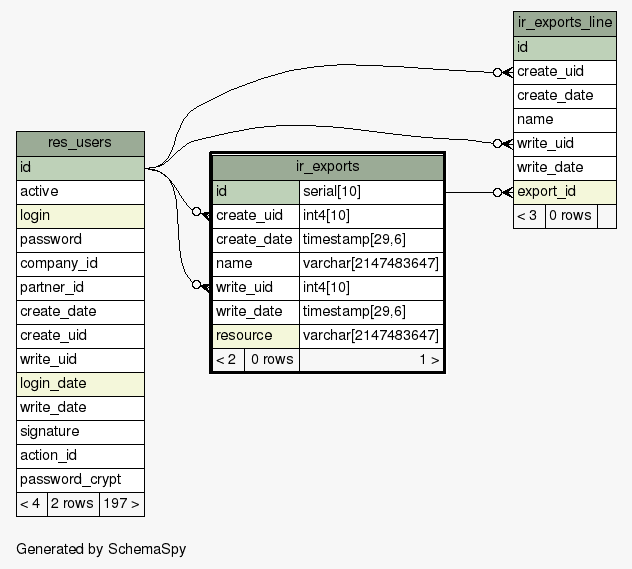 ir_exports_line
id
create_uid
create_date
name
write_uid
write_date
export_id
< 3 0 rows
res_users
id
active
login
password
company_id
partner_id
create_date
create_uid
write_uid
login_date
write_date
signature
action_id
password_crypt
< 4 2 rows 197 >
ir_exports
id serial[10]
create_uid int4[10]
create_date timestamp[29,6]
name varchar[2147483647]
write_uid int4[10]
write_date timestamp[29,6]
resource varchar[2147483647]
< 2 0 rows 1 >
Generated by SchemaSpy